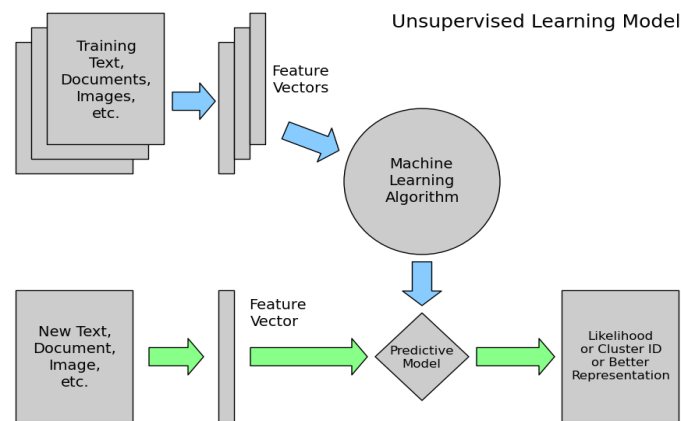 Unsupervised Learning Model
Training
Text,
Documents,
Images,
etc.
Feature
Vectors
Machine
Learning
Algorithm
New Text,
Document,
Image,
etc.
Feature
Vector
Predictive
Model
Likelihood
or Cluster ID
or Better
Representation